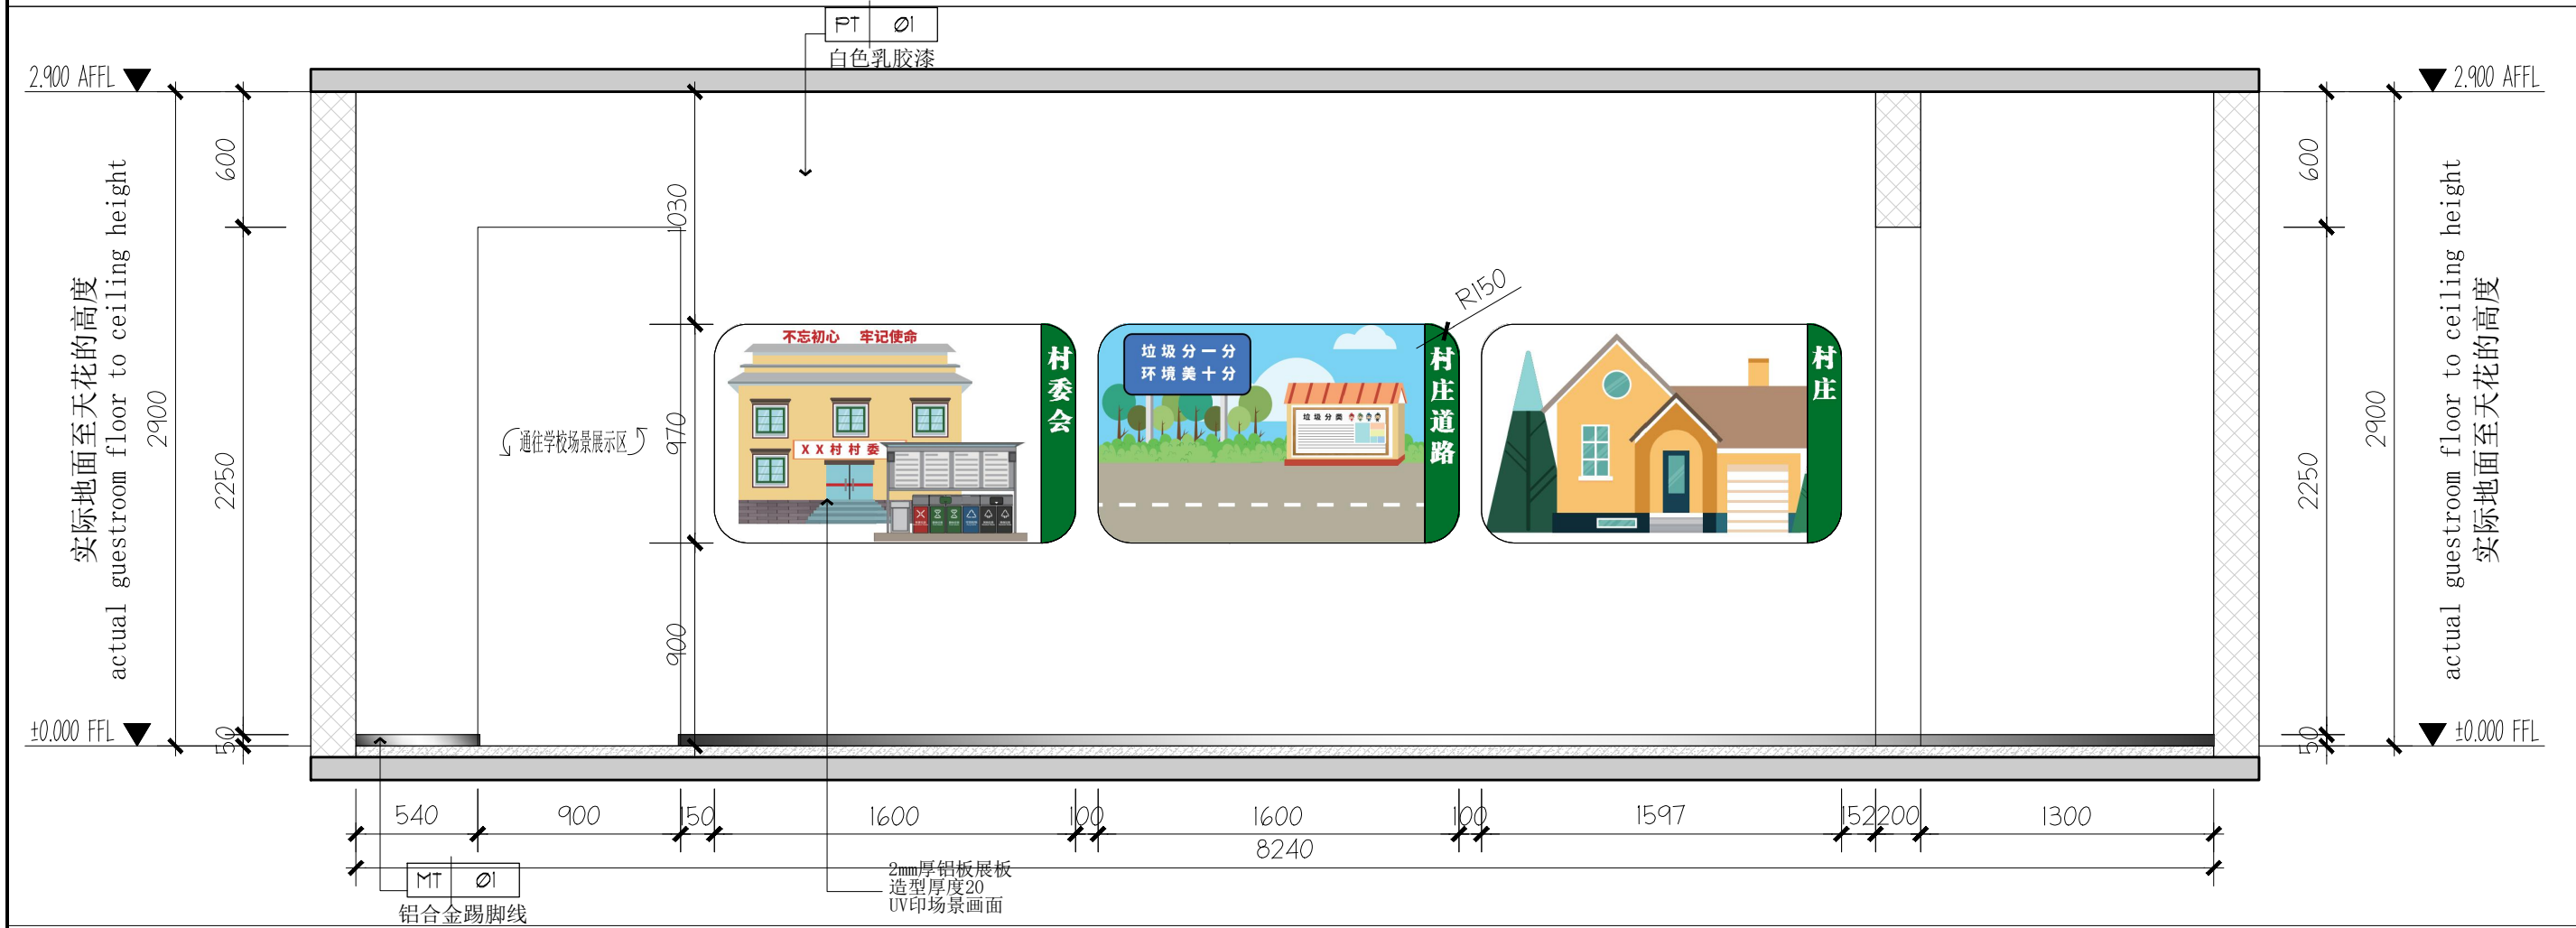 PT Ø1
白色乳胶漆
2.900 AFFL
2.900 AFFL
600
1030
600
实际地面至天花的高度
actual guestroom floor to ceiling height
2900
2250
通往学校场景展示区
970
900
50
±0.000 FFL
R150
不忘初心 牢记使命
XX村村委
村委会
垃圾分一分
环境美十分
垃圾分类
村庄道路
村庄
2250
2900
actual guestroom floor to ceiling height
实际地面至天花的高度
50
±0.000 FFL
540 900 150 1600 100 1600 100 1597 152 200 1300
8240
MT Ø1
铝合金踢脚线
2mm厚铝板展板
造型厚度20
UV印场景画面